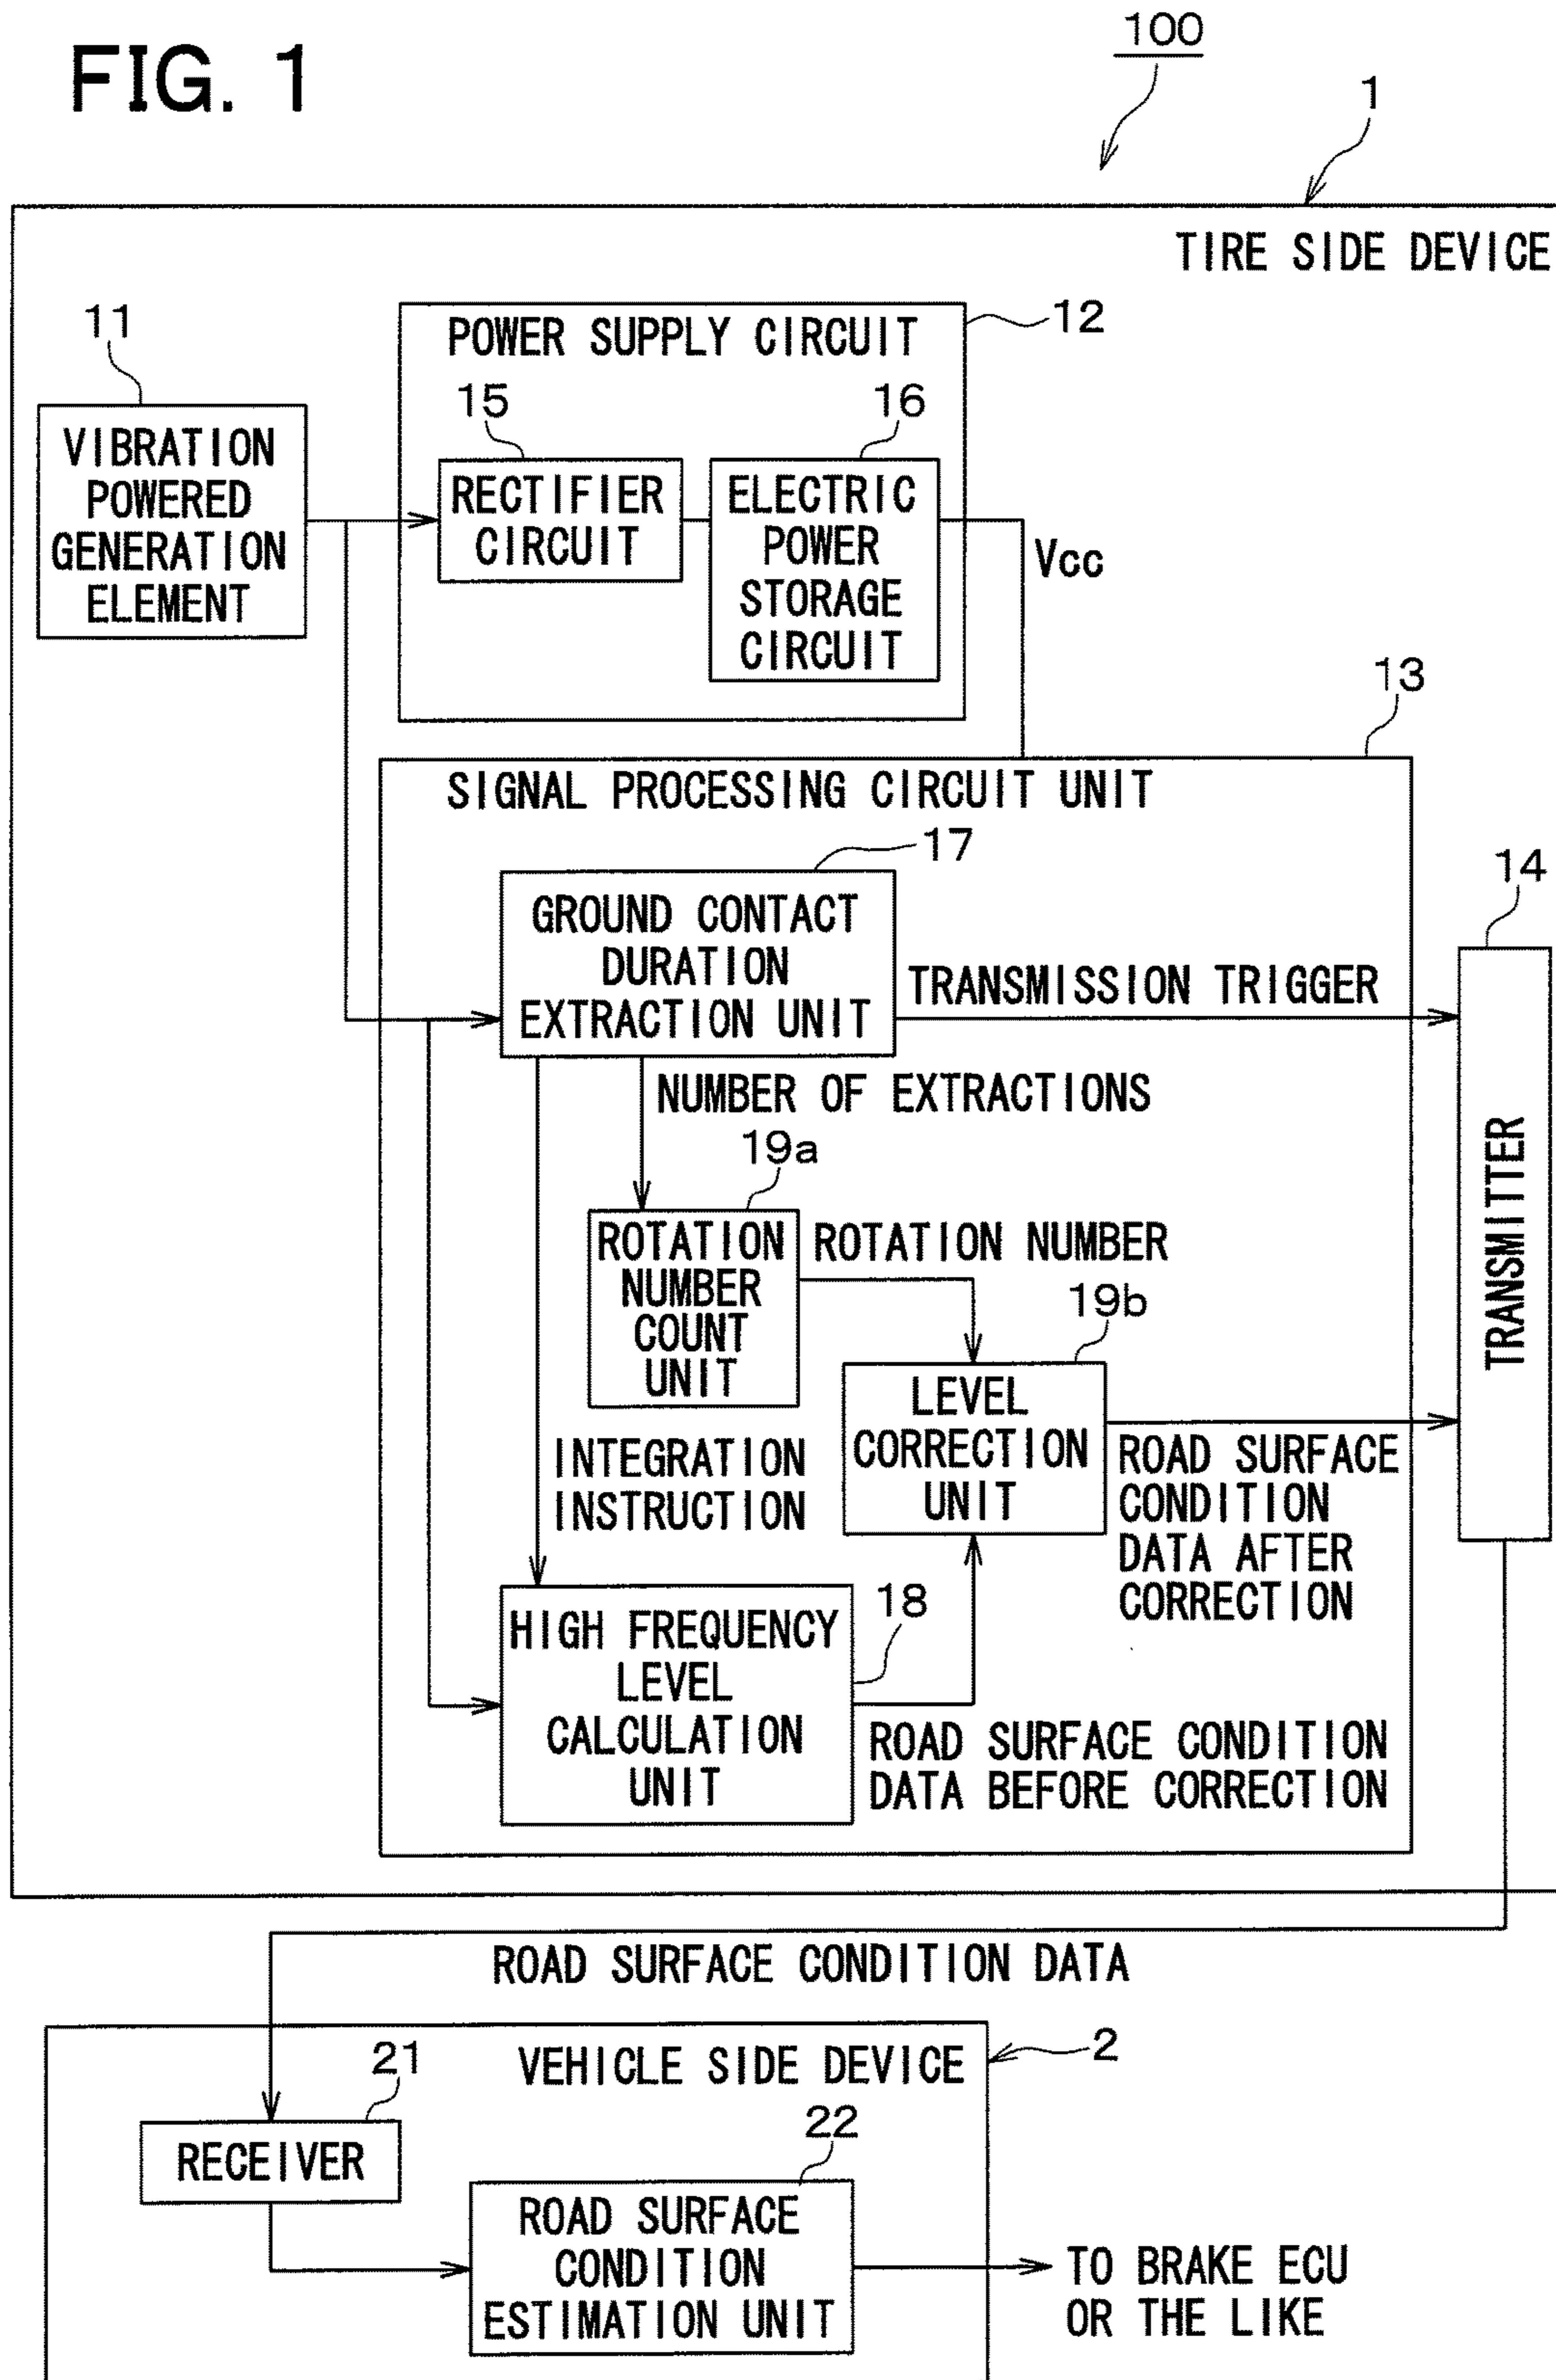 FIG. 1
100
1
TIRE SIDE DEVICE
11
VIBRATION
POWERED
GENERATION
ELEMENT
12
POWER SUPPLY CIRCUIT
15
RECTIFIER
CIRCUIT
16
ELECTRIC
POWER
STORAGE
CIRCUIT
Vcc
13
SIGNAL PROCESSING CIRCUIT UNIT
17
GROUND CONTACT
DURATION
EXTRACTION UNIT
TRANSMISSION TRIGGER
14
TRANSMITTER
NUMBER OF EXTRACTIONS
19a
ROTATION
NUMBER
COUNT
UNIT
ROTATION NUMBER
19b
LEVEL
CORRECTION
UNIT
INTEGRATION
INSTRUCTION
ROAD SURFACE
CONDITION
DATA AFTER
CORRECTION
18
HIGH FREQUENCY
LEVEL
CALCULATION
UNIT
ROAD SURFACE CONDITION
DATA BEFORE CORRECTION
ROAD SURFACE CONDITION DATA
VEHICLE SIDE DEVICE
2
21
RECEIVER
22
ROAD SURFACE
CONDITION
ESTIMATION UNIT
TO BRAKE ECU
OR THE LIKE